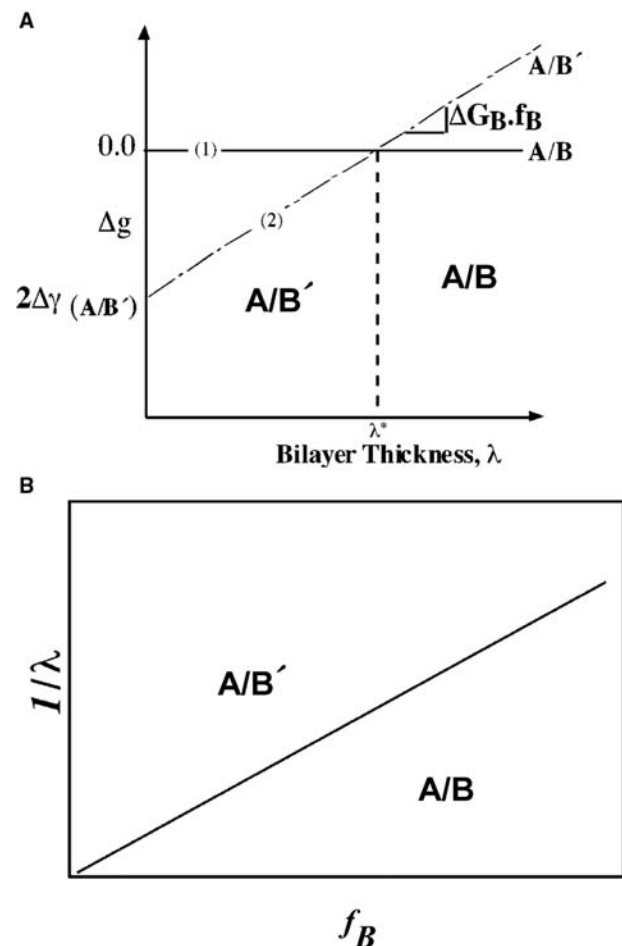 A
A/B´
ΔG_B.f_B
0.0
(1)
A/B
Δg
(2)
2Δγ (A/B´)
A/B´
A/B
λ*
Bilayer Thickness, λ
B
1/λ
A/B´
A/B
f_B